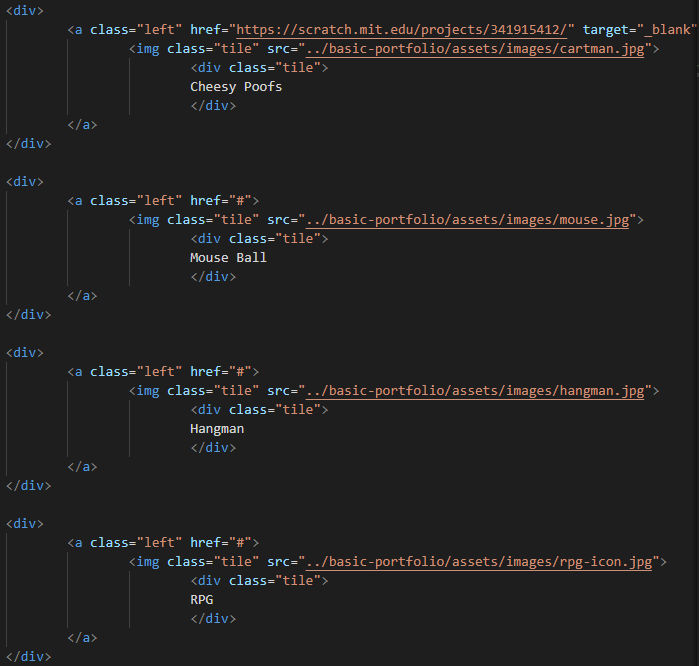 <div>
<a class="left" href="https://scratch.mit.edu/projects/341915412/" target="_blank"
<img class="tile" src="../basic-portfolio/assets/images/cartman.jpg">
<div class="tile">
Cheesy Poofs
</div>
</a>
</div>
<div>
<a class="left" href="#">
<img class="tile" src="../basic-portfolio/assets/images/mouse.jpg">
<div class="tile">
Mouse Ball
</div>
</a>
</div>
<div>
<a class="left" href="#">
<img class="tile" src="../basic-portfolio/assets/images/hangman.jpg">
<div class="tile">
Hangman
</div>
</a>
</div>
<div>
<a class="left" href="#">
<img class="tile" src="../basic-portfolio/assets/images/rpg-icon.jpg">
<div class="tile">
RPG
</div>
</a>
</div>